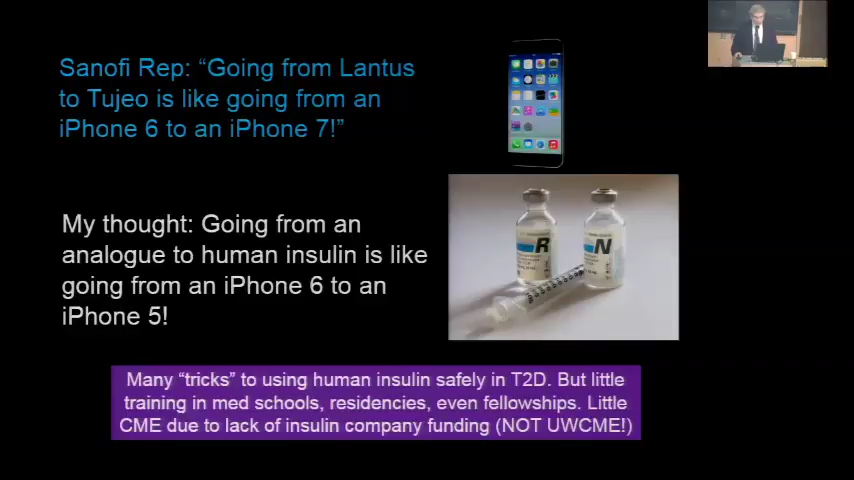 Sanofi Rep: “Going from Lantus
to Tujeo is like going from an
iPhone 6 to an iPhone 7!”
My thought: Going from an
analogue to human insulin is like
going from an iPhone 6 to an
iPhone 5!
R
N
Many “tricks” to using human insulin safely in T2D. But little
training in med schools, residencies, even fellowships. Little
CME due to lack of insulin company funding (NOT UWCME!)